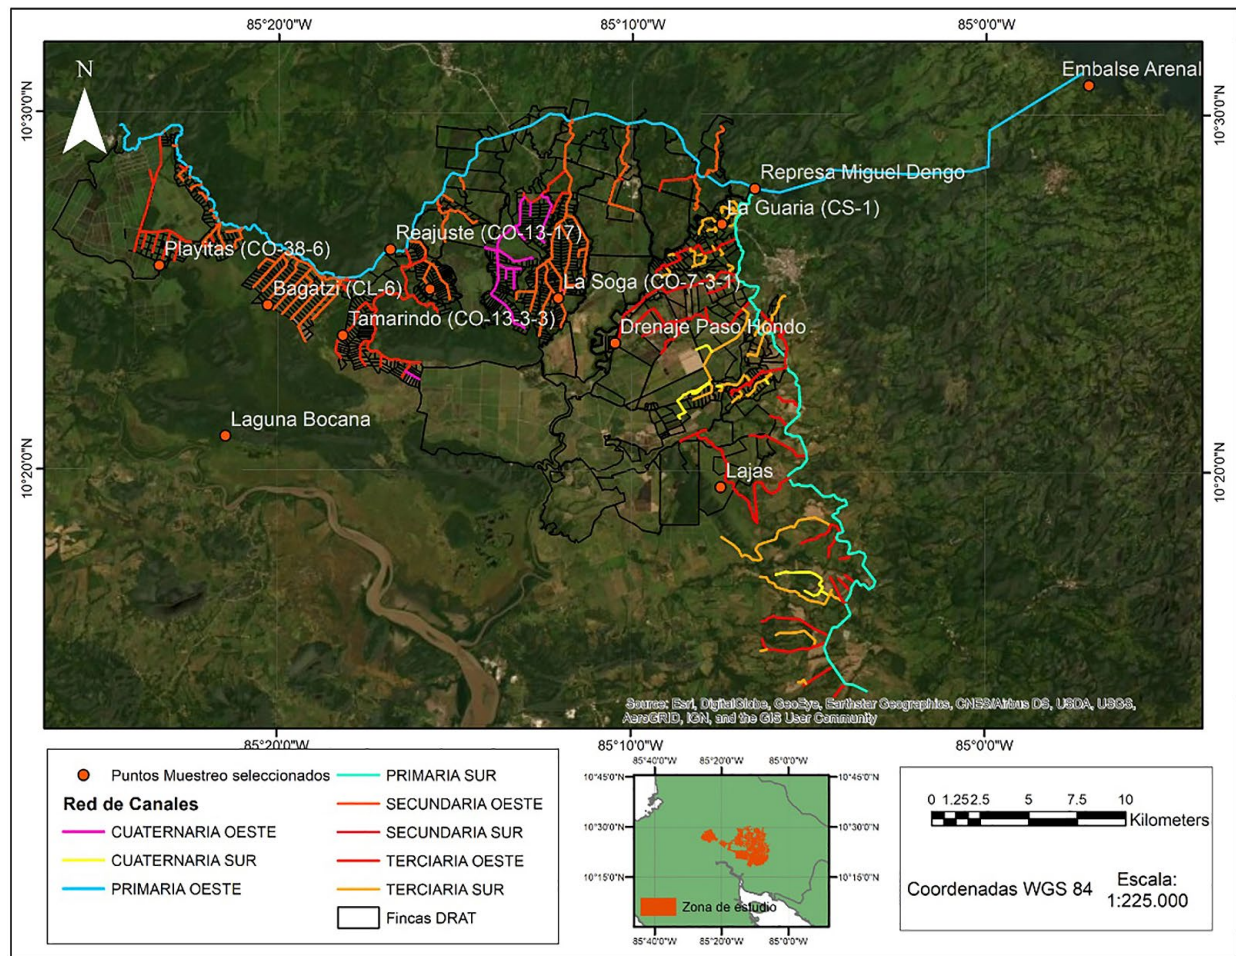 85°20'0"W 85°10'0"W 85°0'0"W
N
Embalse Arenal
10°30'0"N 10°30'0"N
Represa Miguel Dengo
La Guaria (CS-1)
Reajuste (CO-13-17)
Playitas (CO-38-6)
La Soga (CO-7-3-1)
Bagatzi (CL-6)
Tamarindo (CO-13-3-3)
Drenaje Paso Hondo
Laguna Bocana
10°20'0"N 10°20'0"N
Lajas
Source: Esri, DigitalGlobe, GeoEye, Earthstar Geographics, CNES/Airbus DS, USDA, USGS,
AeroGRID, IGN, and the GIS User Community
85°20'0"W 85°10'0"W 85°0'0"W
Puntos Muestreo seleccionados
Red de Canales
CUATERNARIA OESTE
CUATERNARIA SUR
PRIMARIA OESTE
PRIMARIA SUR
SECUNDARIA OESTE
SECUNDARIA SUR
TERCIARIA OESTE
TERCIARIA SUR
Fincas DRAT
85°40'0"W 85°20'0"W 85°0'0"W
10°45'0"N 10°45'0"N
10°30'0"N 10°30'0"N
10°15'0"N 10°15'0"N
Zona de estudio
85°40'0"W 85°20'0"W 85°0'0"W
0 1.25 2.5 5 7.5 10
Kilometers
Coordenadas WGS 84
Escala:
1:225.000